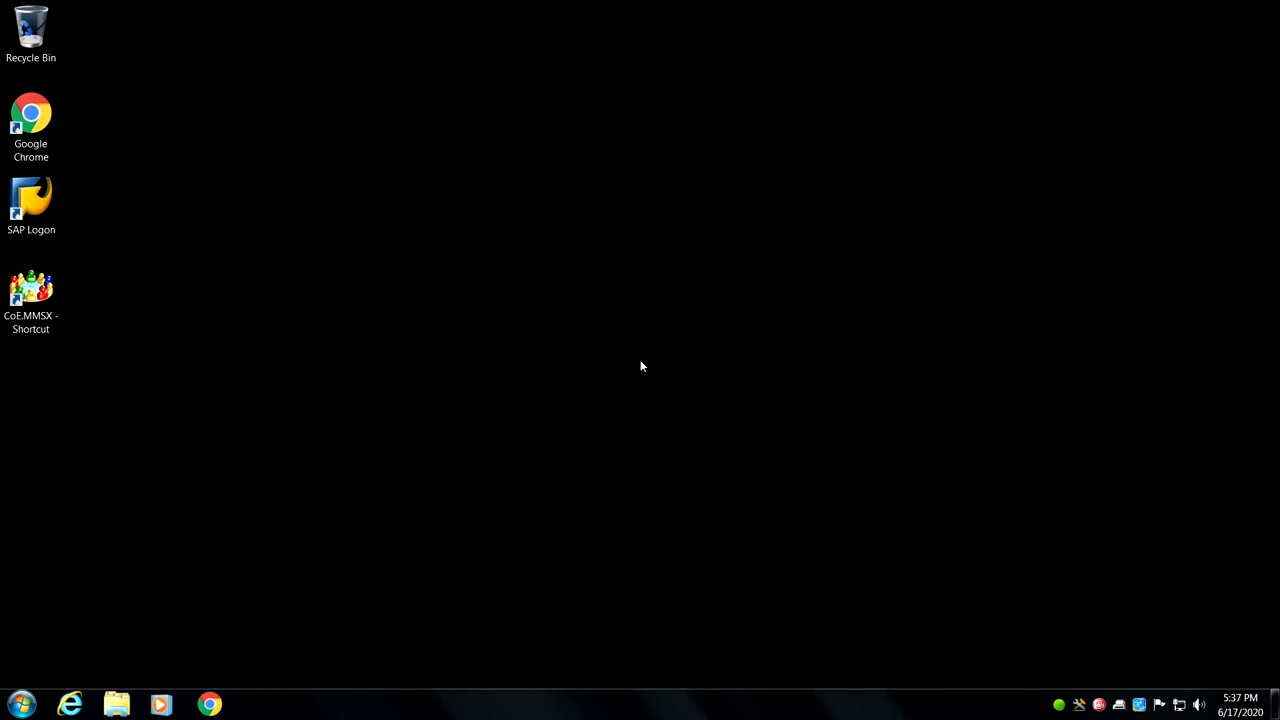 Recycle Bin
Google
Chrome
SAP Logon
CoE.MMSX -
Shortcut
5:37 PM
6/17/2020